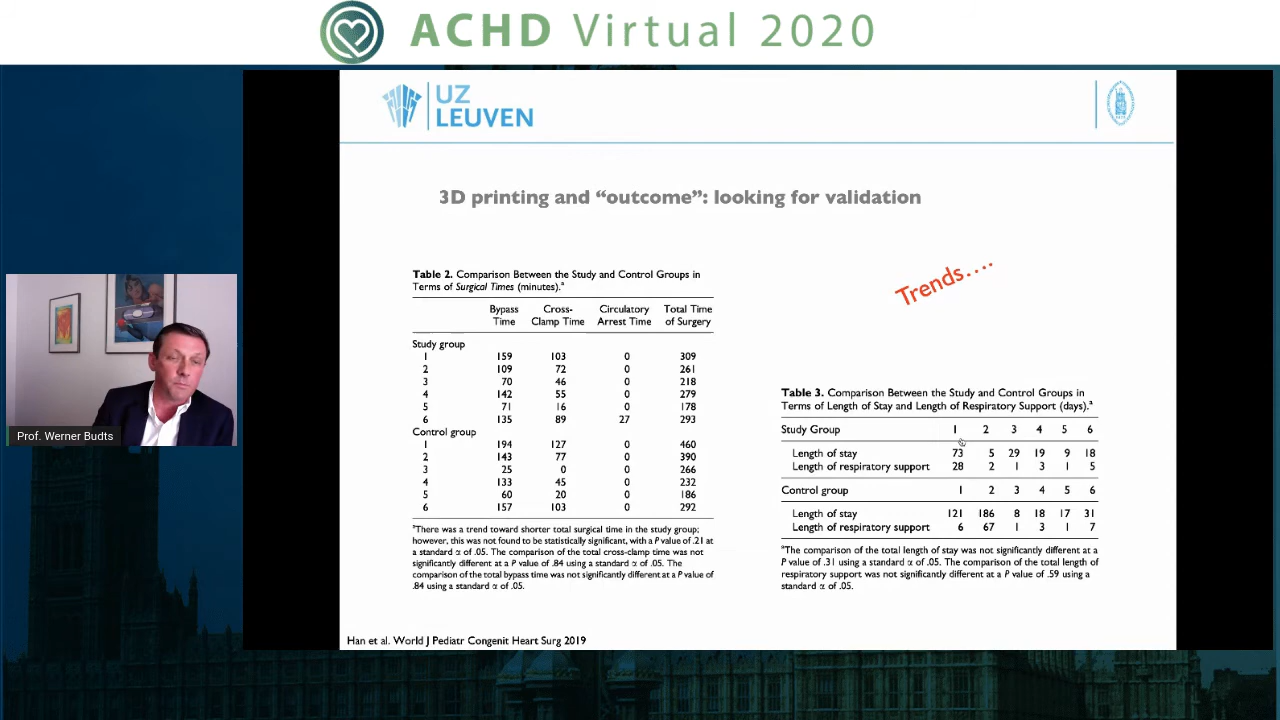 ACHD Virtual 2020
UZ
LEUVEN
3D printing and “outcome”: looking for validation
Trends….
Table 2. Comparison Between the Study and Control Groups in
Terms of Surgical Times (minutes).a
Bypass Time Cross-Clamp Time Circulatory Arrest Time Total Time of Surgery
Study group
1 159 103 0 309
2 109 72 0 261
3 70 46 0 218
4 142 55 0 279
5 71 16 0 178
6 135 89 27 293
Control group
1 194 127 0 460
2 143 77 0 390
3 25 0 0 266
4 133 45 0 232
5 60 20 0 186
6 157 103 0 292
aThere was a trend toward shorter total surgical time in the study group;
however, this was not found to be statistically significant, with a P value of .21 at
a standard α of .05. The comparison of the total cross-clamp time was not
significantly different at a P value of .84 using a standard α of .05. The
comparison of the total bypass time was not significantly different at a P value of
.84 using a standard α of .05.
Table 3. Comparison Between the Study and Control Groups in
Terms of Length of Stay and Length of Respiratory Support (days).a
Study Group 1 2 3 4 5 6
Length of stay 73 5 29 19 9 18
Length of respiratory support 28 2 1 3 1 5
Control group 1 2 3 4 5 6
Length of stay 121 186 8 18 17 31
Length of respiratory support 6 67 1 3 1 7
aThe comparison of the total length of stay was not significantly different at a
P value of .31 using a standard α of .05. The comparison of the total length of
respiratory support was not significantly different at a P value of .59 using a
standard α of .05.
Han et al. World J Pediatr Congenit Heart Surg 2019
Prof. Werner Budts